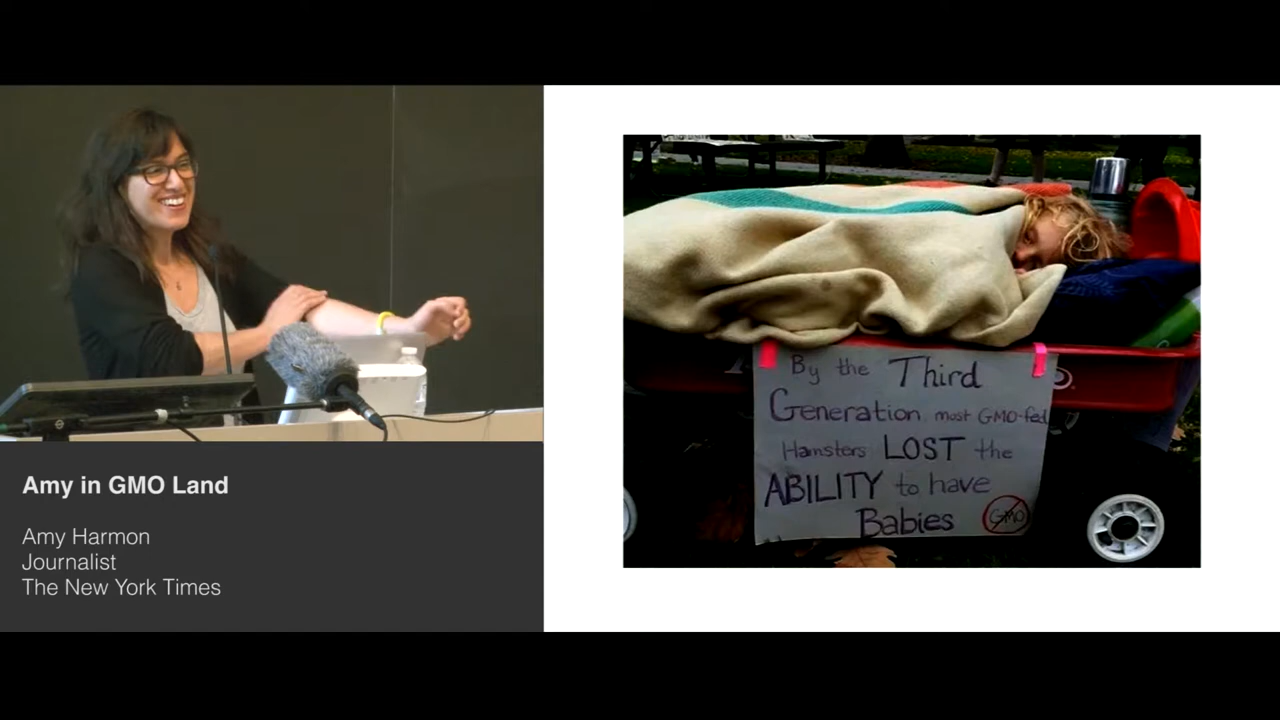 Amy in GMO Land
Amy Harmon
Journalist
The New York Times
By the Third
Generation most GMO-fed
Hamsters LOST the
ABILITY to have
Babies
GMO